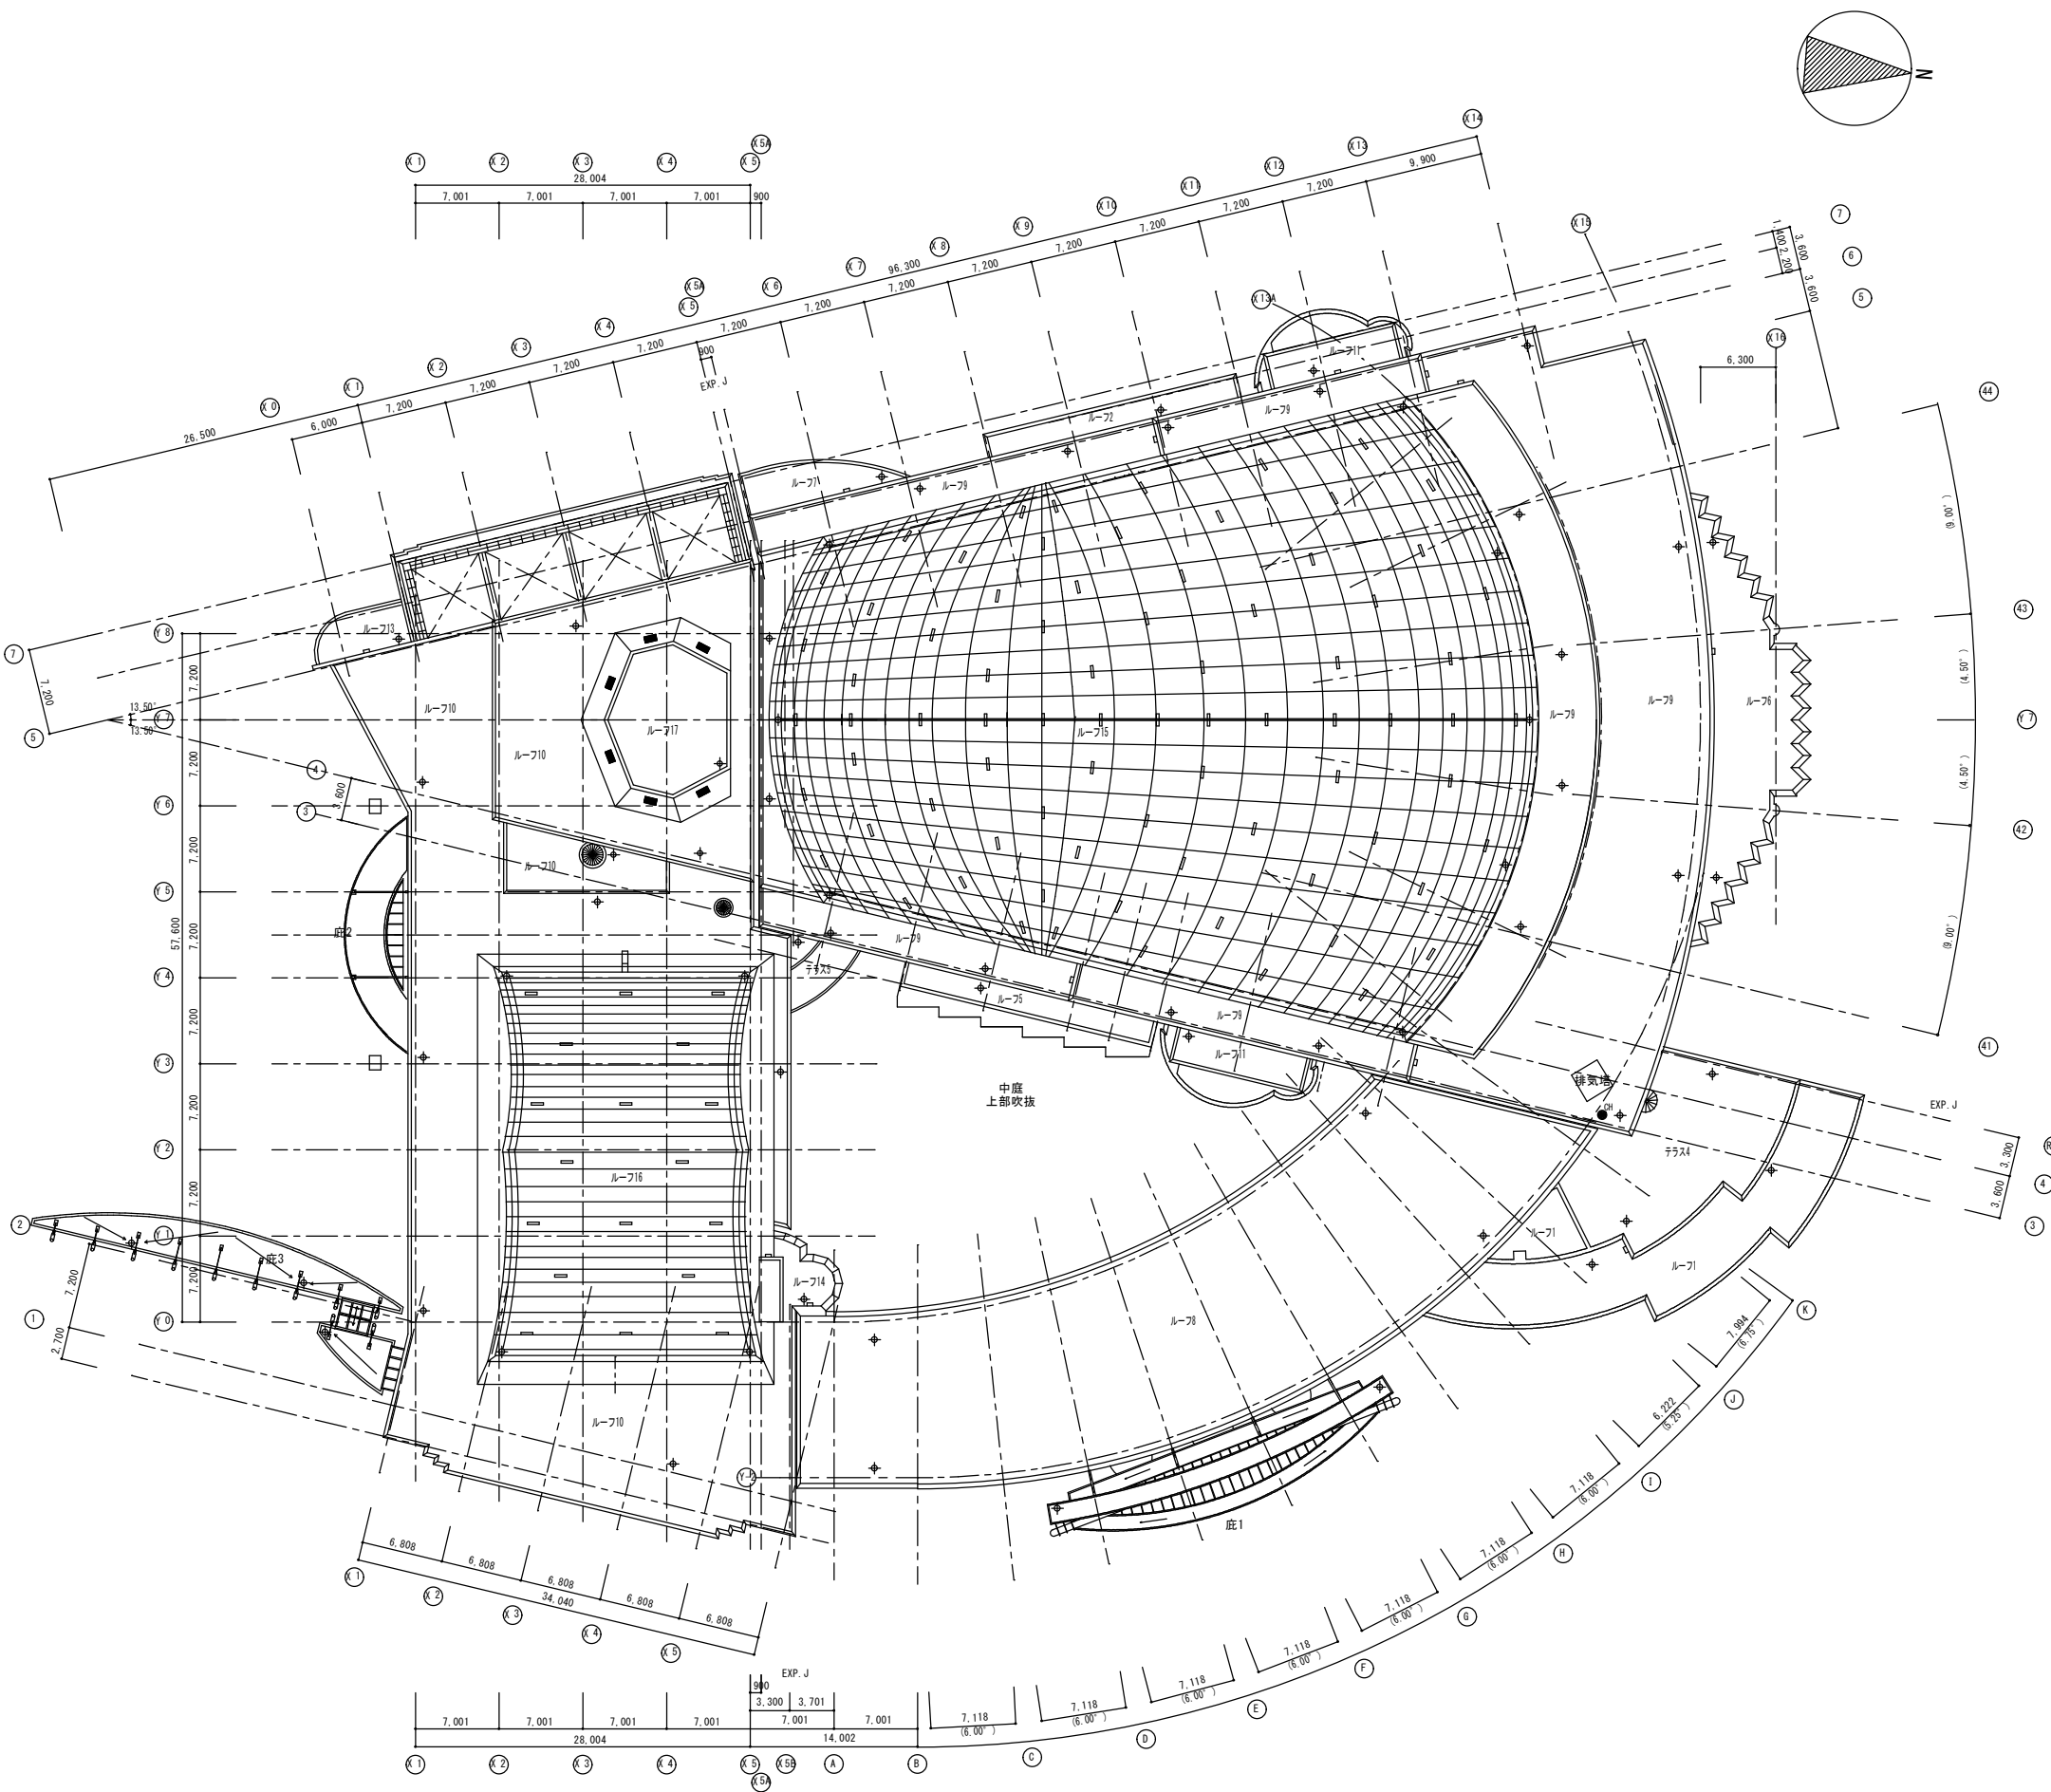 N
X14
X13
X12
X11
X10
X9
X8
X7
X6
X5A
X5
X4
X3
X2
X1
X0
X5A
X1
X2
X3
X4
X5
28,004
7,001
7,001
7,001
7,001
900
9,900
7,200
7,200
7,200
7,200
7,200
96,300
7,200
7,200
7,200
7,200
7,200
7,200
7,200
6,000
26,500
900
EXP.J
X15
7
6
5
3,600
2,200
3,600
X13A
X16
6,300
44
(9.00°)
43
(4.50°)
Y7
(4.50°)
42
(9.00°)
41
ルーフ11
ルーフ2
ルーフ9
ルーフ7
ルーフ9
ルーフ13
Y8
7
7,200
7,200
5
13.50°
13.50°
Y7
ルーフ10
ルーフ10
ルーフ17
ルーフ15
ルーフ9
ルーフ9
ルーフ6
7,200
4
3,600
3
Y6
7,200
ルーフ10
Y5
57,600
7,200
庇2
Y4
ルーフ9
テラス5
ルーフ5
ルーフ9
7,200
Y3
ルーフ11
中庭
上部吹抜
排気塔
CH
EXP.J
7,200
Y2
テラス4
3,300
4
3,600
3
ルーフ16
7,200
2
Y1
庇3
7,200
7,200
Y0
1
2,700
ルーフ14
ルーフ8
ルーフ1
ルーフ1
K
7,994
(6.75°)
J
6,222
(5.25°)
I
7,118
(6.00°)
H
7,118
(6.00°)
G
7,118
(6.00°)
F
7,118
(6.00°)
E
7,118
(6.00°)
D
7,118
(6.00°)
C
7,118
(6.00°)
ルーフ10
Y-2
庇1
6,808
6,808
6,808
6,808
6,808
34,040
X1
X2
X3
X4
X5
EXP.J
900
3,300
3,701
7,001
7,001
7,001
7,001
7,001
7,001
28,004
14,002
X1
X2
X3
X4
X5
X5B
A
B
X5A